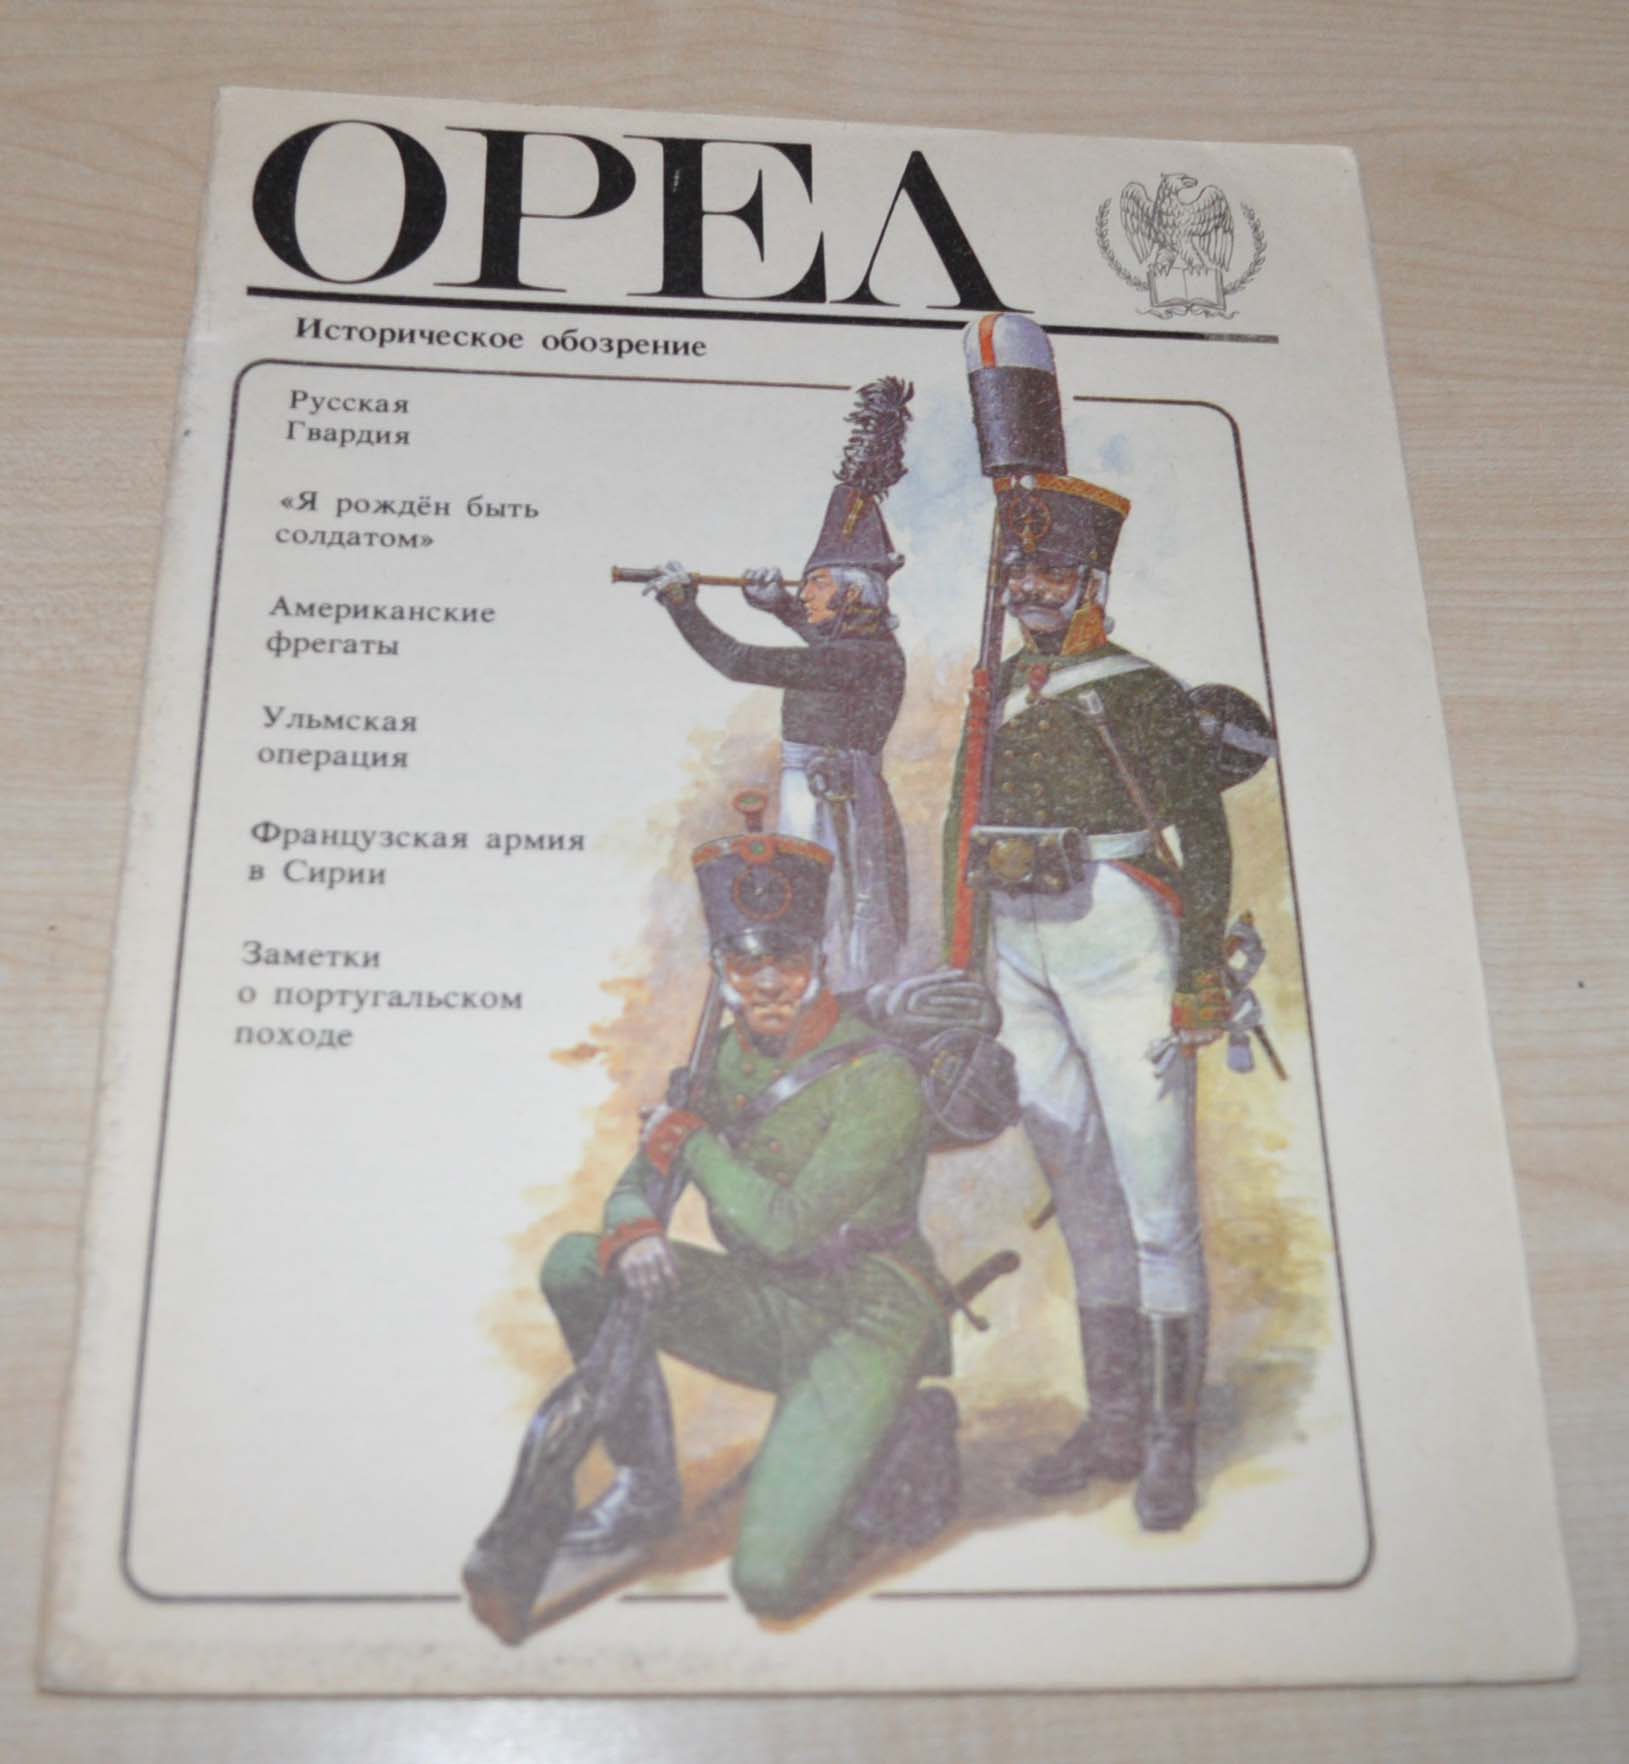 ОРЕЛ
Историческое обозрение
Русская
Гвардия
«Я рождён быть
солдатом»
Американские
фрегаты
Ульмская
операция
Французская армия
в Сирии
Заметки
о португальском
походе